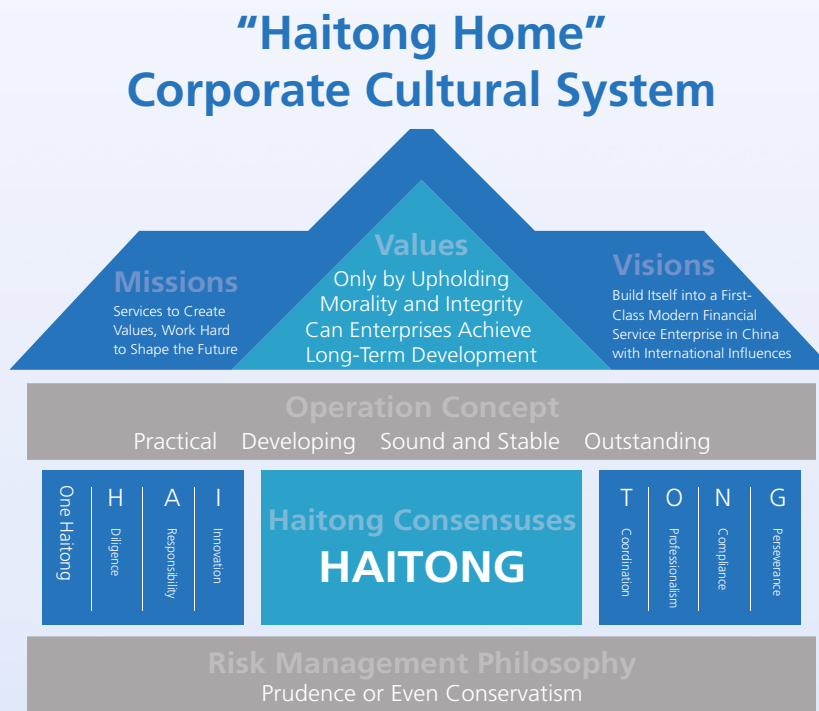 “Haitong Home”
Corporate Cultural System
Missions
Services to Create
Values, Work Hard
to Shape the Future
Values
Only by Upholding
Morality and Integrity
Can Enterprises Achieve
Long-Term Development
Visions
Build Itself into a First-
Class Modern Financial
Service Enterprise in China
with International Influences
Operation Concept
Practical Developing Sound and Stable Outstanding
One Haitong
H
Diligence
A
Responsibility
I
Innovation
Haitong Consensuses
HAITONG
T
Coordination
O
Professionalism
N
Compliance
G
Perseverance
Risk Management Philosophy
Prudence or Even Conservatism